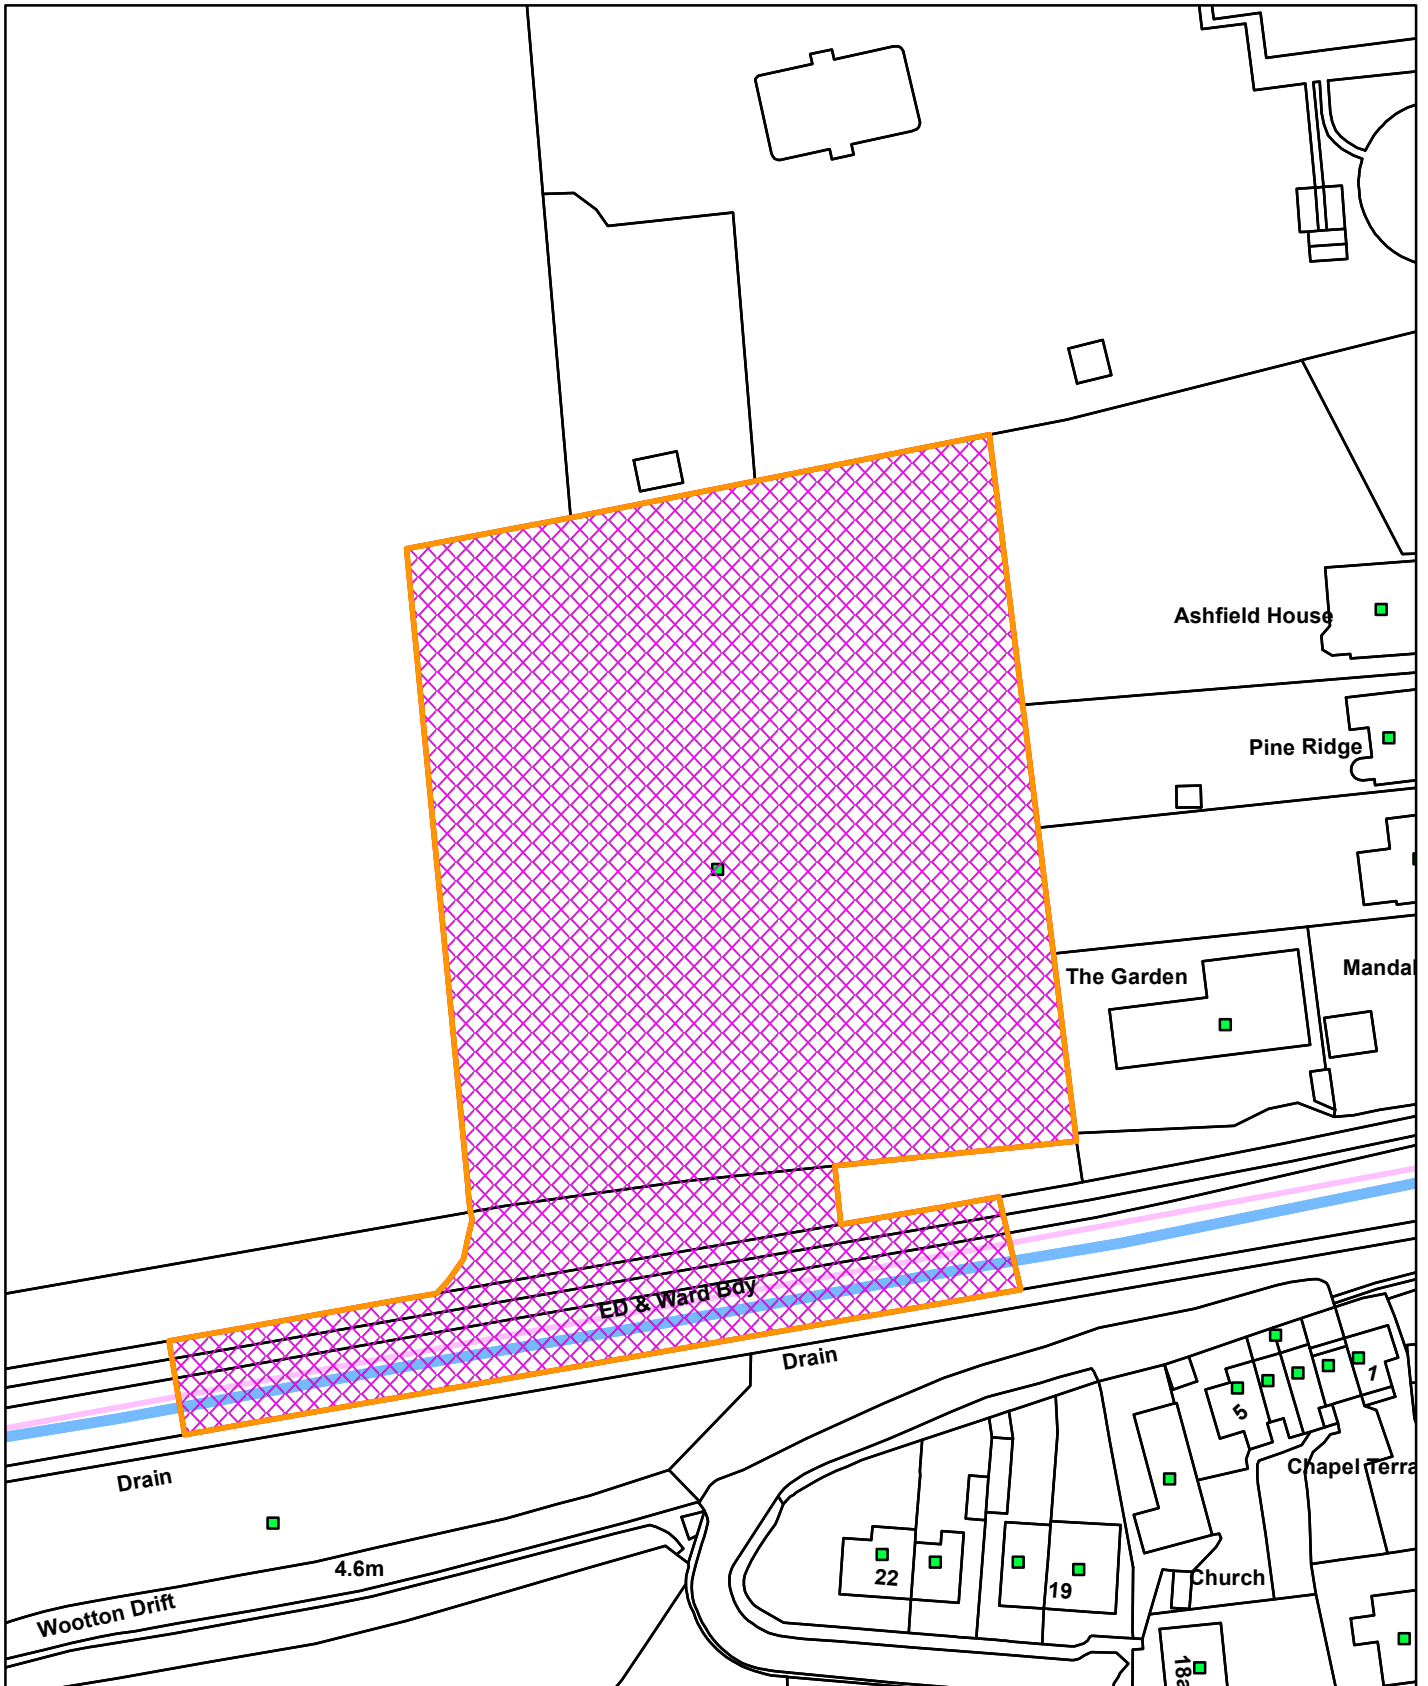 Ashfield House
Pine Ridge
The Garden
Mandal
ED & Ward Bdy
Drain
1
5
Drain
Chapel Terra
4.6m
22
19
Church
Wootton Drift
18a